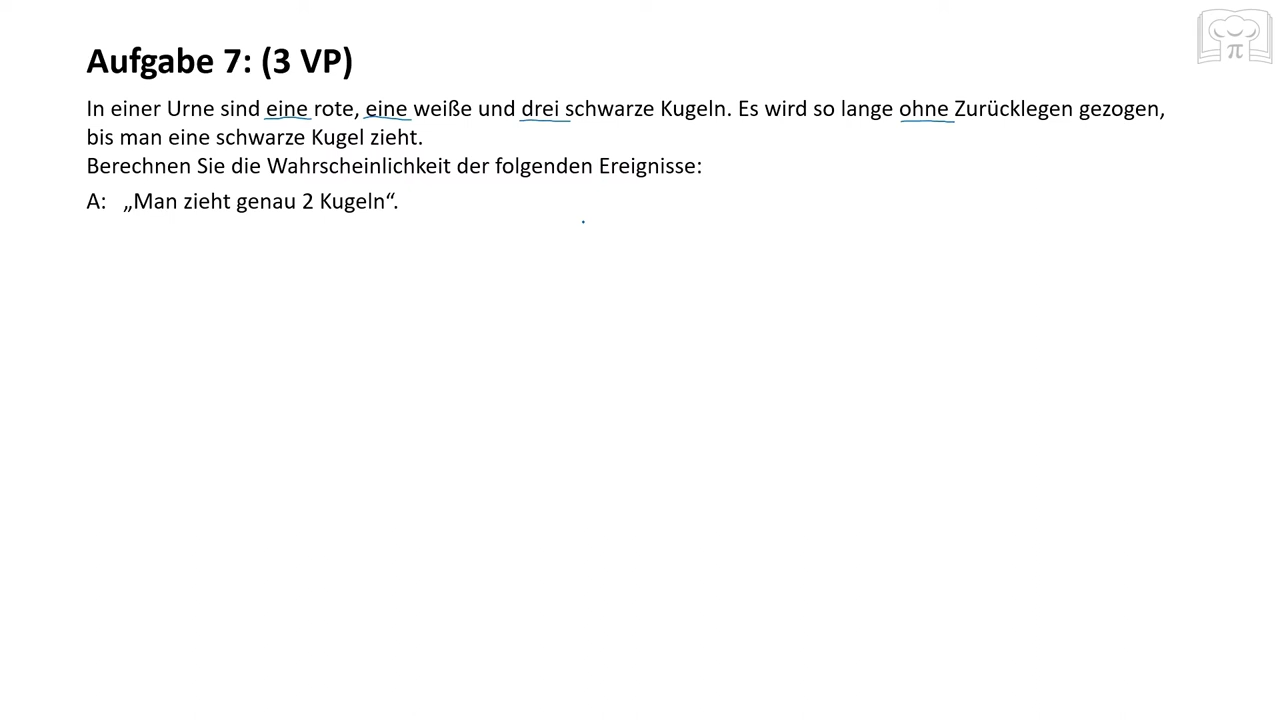 Aufgabe 7: (3 VP)
In einer Urne sind eine rote, eine weiße und drei schwarze Kugeln. Es wird so lange ohne Zurücklegen gezogen,
bis man eine schwarze Kugel zieht.
Berechnen Sie die Wahrscheinlichkeit der folgenden Ereignisse:
A: „Man zieht genau 2 Kugeln“.
π